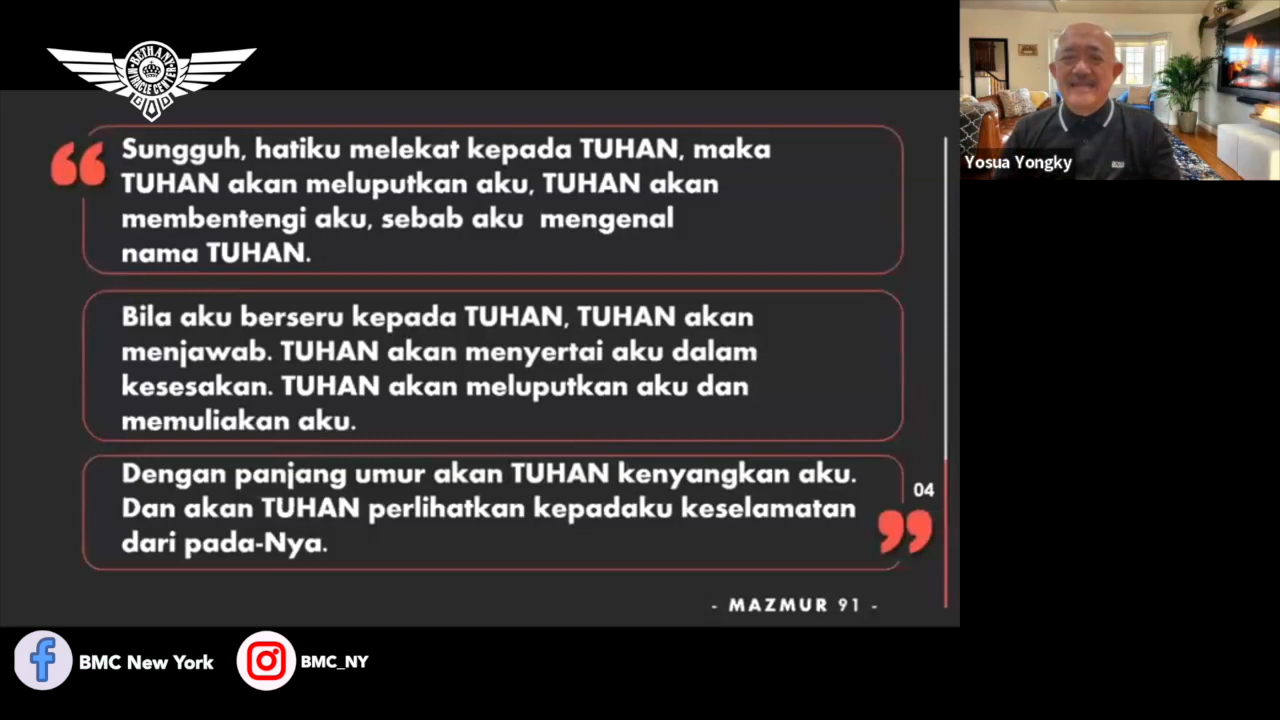 BETHANY
MIRACLE CENTER
Yosua Yongky
Sungguh, hatiku melekat kepada TUHAN, maka
TUHAN akan meluputkan aku, TUHAN akan
membentengi aku, sebab aku mengenal
nama TUHAN.
Bila aku berseru kepada TUHAN, TUHAN akan
menjawab. TUHAN akan menyertai aku dalam
kesesakan. TUHAN akan meluputkan aku dan
memuliakan aku.
Dengan panjang umur akan TUHAN kenyangkan aku.
Dan akan TUHAN perlihatkan kepadaku keselamatan
dari pada-Nya.
04
- MAZMUR 91 -
BMC New York
BMC_NY